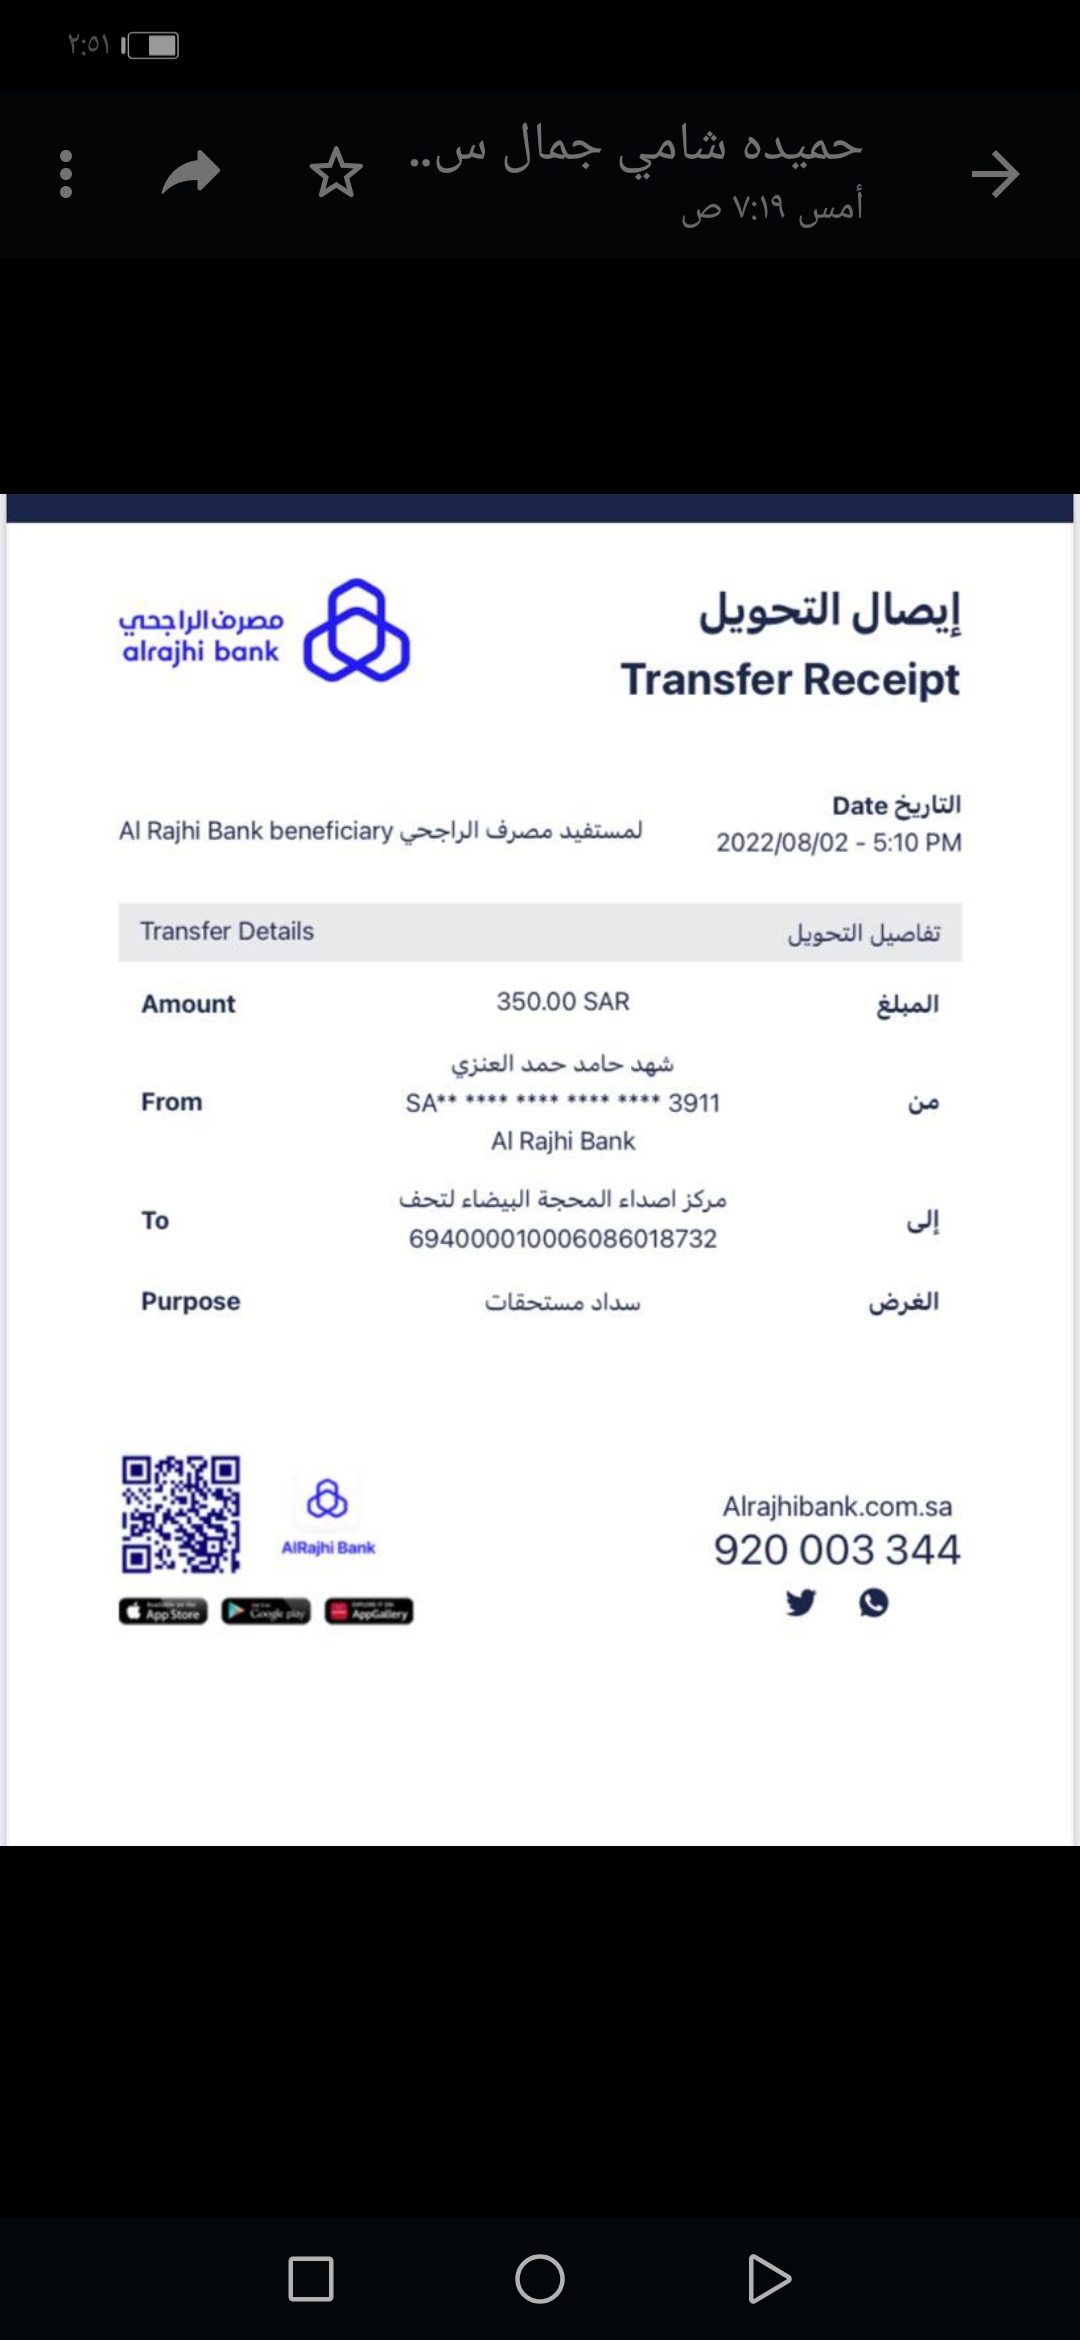 ٢:٥١
حميده شامي جمال س..
أمس ٧:١٩ ص
مصرف الراجحي
alrajhi bank
إيصال التحويل
Transfer Receipt
التاريخ Date
2022/08/02 - 5:10 PM
لمستفيد مصرف الراجحي Al Rajhi Bank beneficiary
Transfer Details تفاصيل التحويل
Amount 350.00 SAR المبلغ
شهد حامد حمد العنزي
From SA** **** **** **** **** 3911 من
Al Rajhi Bank
مركز اصداء المحجة البيضاء لتحف
To إلى
694000010006086018732
Purpose سداد مستحقات الغرض
AlRajhi Bank
App Store
Google play
EXPLORE IT ON
AppGallery
Alrajhibank.com.sa
920 003 344